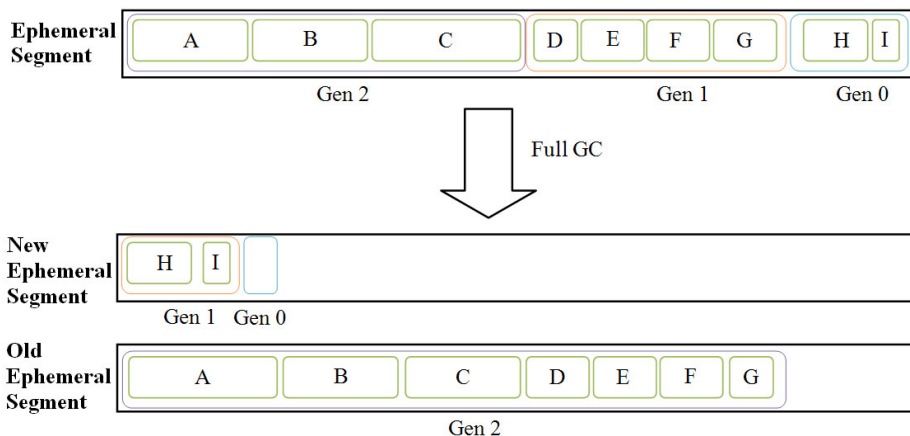 Ephemeral
Segment
A B C D E F G H I
Gen 2 Gen 1 Gen 0
Full GC
New
Ephemeral
Segment
H I
Gen 1 Gen 0
Old
Ephemeral
Segment
A B C D E F G
Gen 2